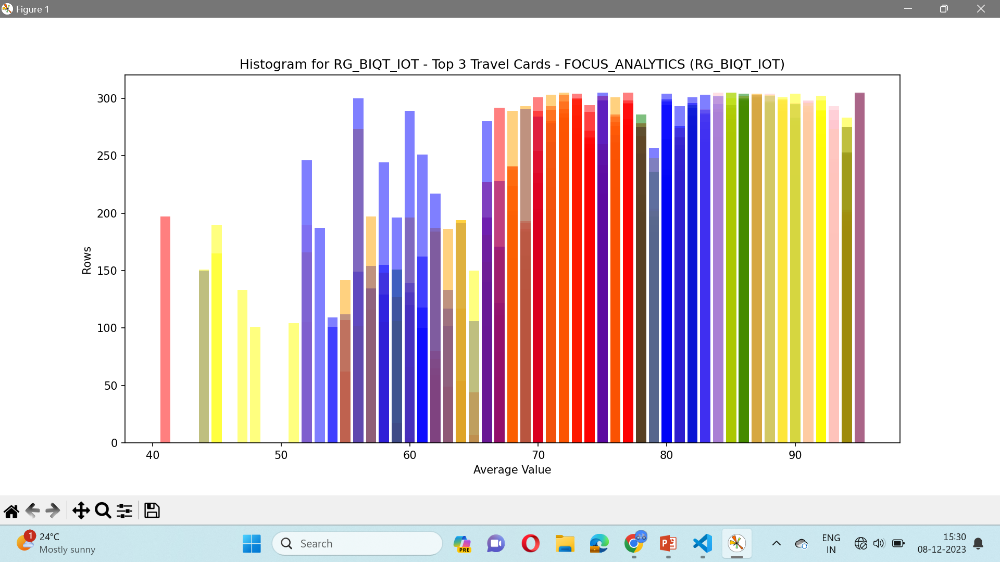 Figure 1
Histogram for RG_BIQT_IOT - Top 3 Travel Cards - FOCUS_ANALYTICS (RG_BIQT_IOT)
300
250
200
150
100
50
0
Rows
40 50 60 70 80 90
Average Value
1
24°C
Mostly sunny
Search
PRE
ENG
IN
15:30
08-12-2023